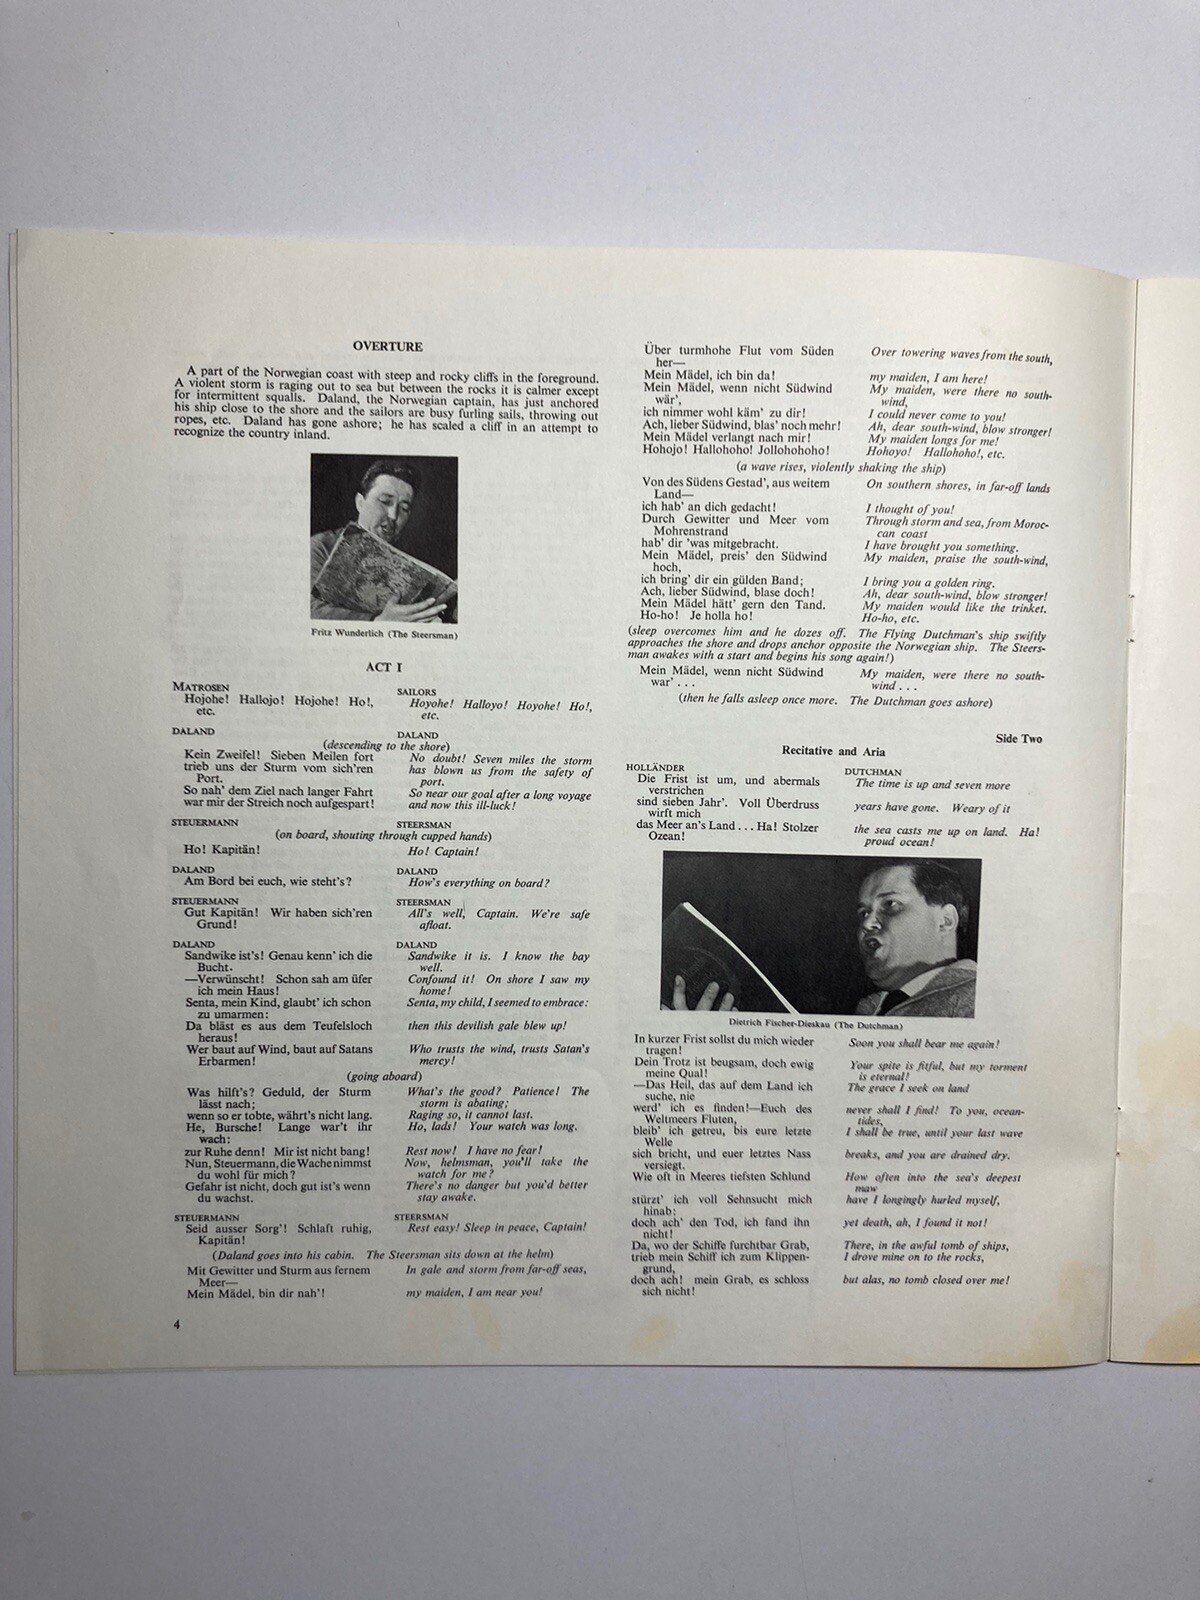 OVERTURE
A part of the Norwegian coast with steep and rocky cliffs in the foreground.
A violent storm is raging out to sea but between the rocks it is calmer except
for intermittent squalls. Daland, the Norwegian captain, has just anchored
his ship close to the shore and the sailors are busy furling sails, throwing out
ropes, etc. Daland has gone ashore; he has scaled a cliff in an attempt to
recognize the country inland.
Fritz Wunderlich (The Steersman)
ACT I
MATROSEN
Hojohe! Hallojo! Hojohe! Ho!,
etc.
SAILORS
Hoyohe! Halloyo! Hoyohe! Ho!,
etc.
DALAND
DALAND
(descending to the shore)
Kein Zweifel! Sieben Meilen fort
trieb uns der Sturm vom sich'ren
Port.
So nah' dem Ziel nach langer Fahrt
war mir der Streich noch aufgespart!
No doubt! Seven miles the storm
has blown us from the safety of
port.
So near our goal after a long voyage
and now this ill-luck!
STEUERMANN
STEERSMAN
(on board, shouting through cupped hands)
Ho! Kapitän!
Ho! Captain!
DALAND
Am Bord bei euch, wie steht's?
DALAND
How's everything on board?
STEUERMANN
Gut Kapitän! Wir haben sich'ren
Grund!
STEERSMAN
All's well, Captain. We're safe
afloat.
DALAND
Sandwike ist's! Genau kenn' ich die
Bucht.
—Verwünscht! Schon sah am üfer
ich mein Haus!
Senta, mein Kind, glaubt' ich schon
zu umarmen:
Da bläst es aus dem Teufelsloch
heraus!
Wer baut auf Wind, baut auf Satans
Erbarmen!
DALAND
Sandwike it is. I know the bay
well.
Confound it! On shore I saw my
home!
Senta, my child, I seemed to embrace:
then this devilish gale blew up!
Who trusts the wind, trusts Satan's
mercy!
(going aboard)
Was hilft's? Geduld, der Sturm
lässt nach;
wenn so er tobte, währt's nicht lang.
He, Bursche! Lange war't ihr
wach:
zur Ruhe denn! Mir ist nicht bang!
Nun, Steuermann, die Wache nimmst
du wohl für mich?
Gefahr ist nicht, doch gut ist's wenn
du wachst.
What's the good? Patience! The
storm is abating;
Raging so, it cannot last.
Ho, lads! Your watch was long.
Rest now! I have no fear!
Now, helmsman, you'll take the
watch for me?
There's no danger but you'd better
stay awake.
STEUERMANN
Seid ausser Sorg'! Schlaft ruhig,
Kapitän!
STEERSMAN
Rest easy! Sleep in peace, Captain!
(Daland goes into his cabin. The Steersman sits down at the helm)
Mit Gewitter und Sturm aus fernem
Meer—
Mein Mädel, bin dir nah'!
In gale and storm from far-off seas,
my maiden, I am near you!
4
Über turmhohe Flut vom Süden
her—
Mein Mädel, ich bin da!
Mein Mädel, wenn nicht Südwind
wär',
ich nimmer wohl käm' zu dir!
Ach, lieber Südwind, blas' noch mehr!
Mein Mädel verlangt nach mir!
Hohojo! Hallohoho! Jollohohoho!
Over towering waves from the south,
my maiden, I am here!
My maiden, were there no south-
wind,
I could never come to you!
Ah, dear south-wind, blow stronger!
My maiden longs for me!
Hohoyo! Hallohoho!, etc.
(a wave rises, violently shaking the ship)
Von des Südens Gestad', aus weitem
Land—
ich hab' an dich gedacht!
Durch Gewitter und Meer vom
Mohrenstrand
hab' dir 'was mitgebracht.
Mein Mädel, preis' den Südwind
hoch,
ich bring' dir ein gülden Band;
Ach, lieber Südwind, blase doch!
Mein Mädel hätt' gern den Tand.
Ho-ho! Je holla ho!
On southern shores, in far-off lands
I thought of you!
Through storm and sea, from Moroc-
can coast
I have brought you something.
My maiden, praise the south-wind,
I bring you a golden ring.
Ah, dear south-wind, blow stronger!
My maiden would like the trinket.
Ho-ho, etc.
(sleep overcomes him and he dozes off. The Flying Dutchman's ship swiftly
approaches the shore and drops anchor opposite the Norwegian ship. The Steers-
man awakes with a start and begins his song again!)
Mein Mädel, wenn nicht Südwind
war' . . .
My maiden, were there no south-
wind . . .
(then he falls asleep once more. The Dutchman goes ashore)
Side Two
Recitative and Aria
HOLLÄNDER
Die Frist ist um, und abermals
verstrichen
sind sieben Jahr'. Voll Überdruss
wirft mich
das Meer an's Land . . . Ha! Stolzer
Ozean!
DUTCHMAN
The time is up and seven more
years have gone. Weary of it
the sea casts me up on land. Ha!
proud ocean!
Dietrich Fischer-Dieskau (The Dutchman)
In kurzer Frist sollst du mich wieder
tragen!
Dein Trotz ist beugsam, doch ewig
meine Qual!
—Das Heil, das auf dem Land ich
suche, nie
werd' ich es finden!—Euch des
Weltmeers Fluten,
bleib' ich getreu, bis eure letzte
Welle
sich bricht, und euer letztes Nass
versiegt.
Wie oft in Meeres tiefsten Schlund
stürzt' ich voll Sehnsucht mich
hinab:
doch ach' den Tod, ich fand ihn
nicht!
Da, wo der Schiffe furchtbar Grab,
trieb mein Schiff ich zum Klippen-
grund,
doch ach! mein Grab, es schloss
sich nicht!
Soon you shall bear me again!
Your spite is fitful, but my torment
is eternal!
The grace I seek on land
never shall I find! To you, ocean-
tides,
I shall be true, until your last wave
breaks, and you are drained dry.
How often into the sea's deepest
maw
have I longingly hurled myself,
yet death, ah, I found it not!
There, in the awful tomb of ships,
I drove mine on to the rocks,
but alas, no tomb closed over me!